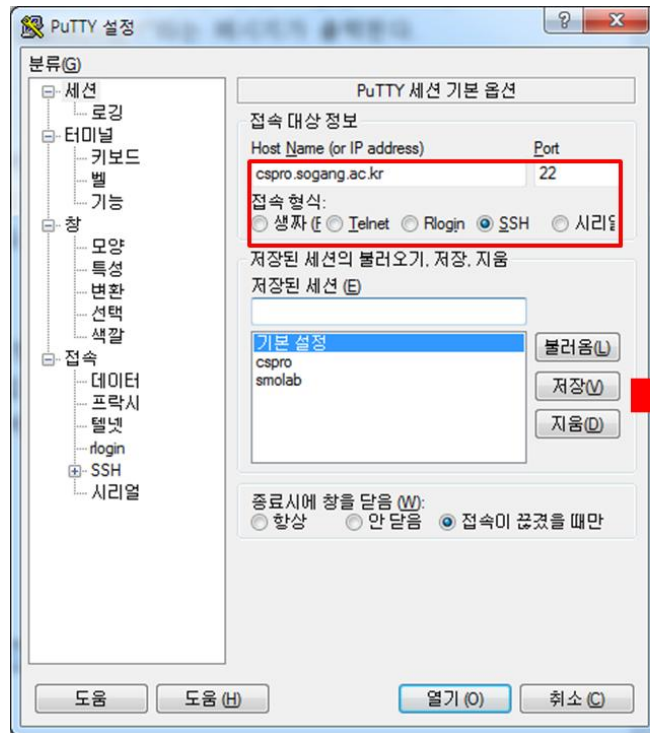 PuTTY 설정
분류(G)
세션
로깅
터미널
키보드
벨
기능
창
모양
특성
변환
선택
색깔
접속
데이터
프락시
텔넷
rlogin
SSH
시리얼
PuTTY 세션 기본 옵션
접속 대상 정보
Host Name (or IP address) Port
cspro.sogang.ac.kr 22
접속 형식:
생짜 Telnet Rlogin SSH 시리얼
저장된 세션의 불러오기, 저장, 지움
저장된 세션 (E)
기본 설정
cspro
smolab
불러옴(L)
저장(V)
지움(D)
종료시에 창을 닫음 (W):
항상 안 닫음 접속이 끊겼을 때만
도움 도움 (H) 열기 (O) 취소 (C)